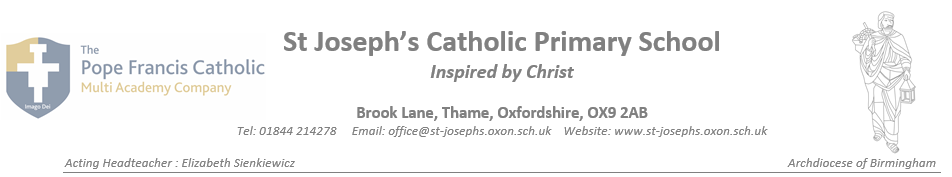 The
Pope Francis Catholic
Multi Academy Company
Imago Dei
St Joseph's Catholic Primary School
Inspired by Christ
Brook Lane, Thame, Oxfordshire, OX9 2AB
Tel: 01844 214278 Email: office@st-josephs.oxon.sch.uk Website: www.st-josephs.oxon.sch.uk
Acting Headteacher : Elizabeth Sienkiewicz Archdiocese of Birmingham